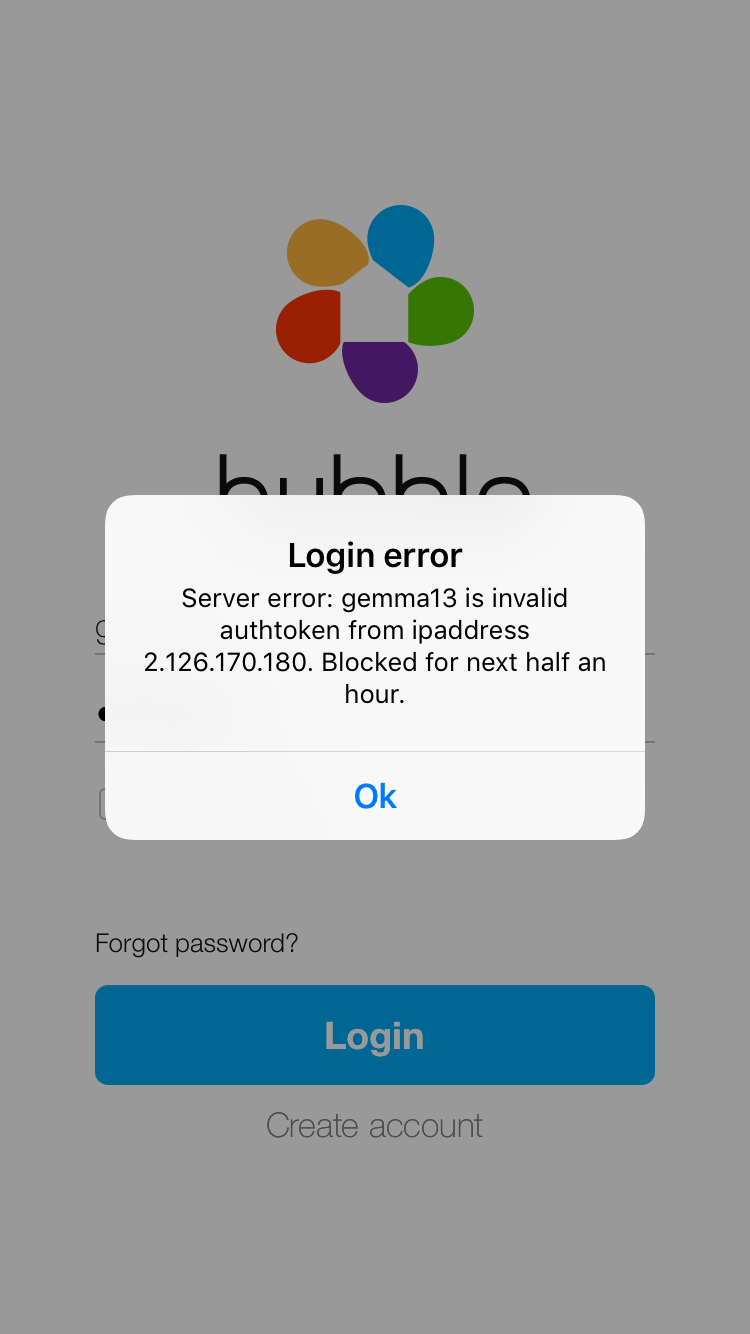 bubble
Login error
Server error: gemma13 is invalid
authtoken from ipaddress
2.126.170.180. Blocked for next half an
hour.
Ok
Forgot password?
Login
Create account